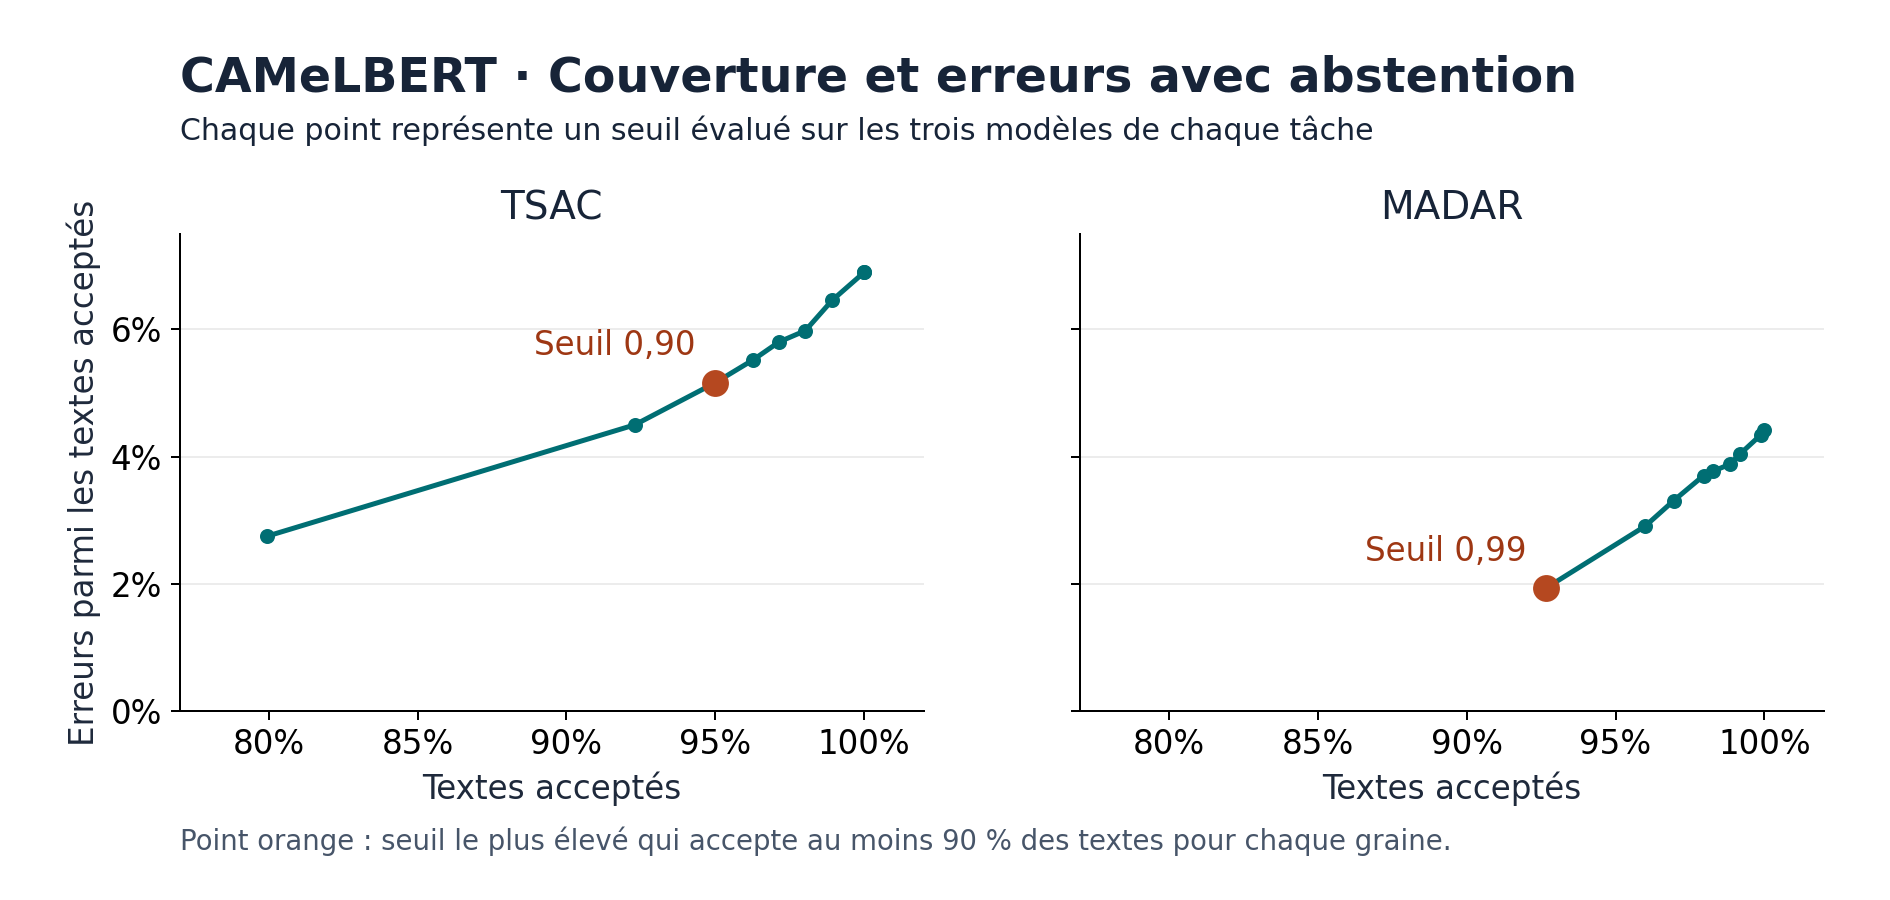 CAMeLBERT · Couverture et erreurs avec abstention
Chaque point représente un seuil évalué sur les trois modèles de chaque tâche
TSAC
Erreurs parmi les textes acceptés
6%
4%
2%
0%
Seuil 0,90
80% 85% 90% 95% 100%
Textes acceptés
MADAR
Seuil 0,99
80% 85% 90% 95% 100%
Textes acceptés
Point orange : seuil le plus élevé qui accepte au moins 90 % des textes pour chaque graine.